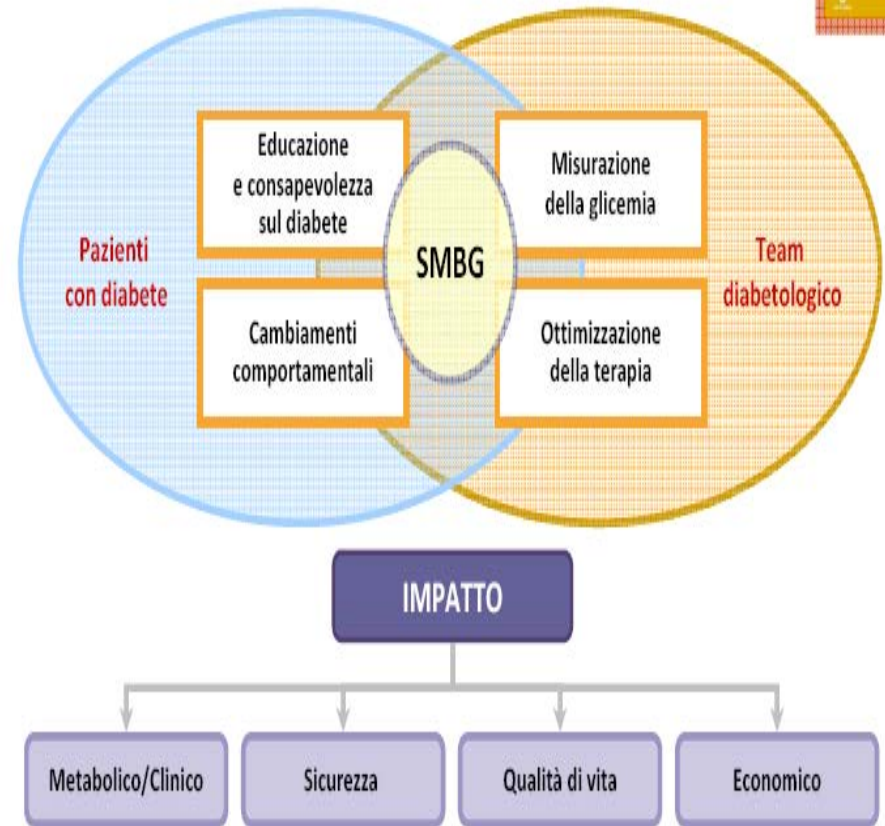 Pazienti
con diabete
Educazione
e consapevolezza
sul diabete
Cambiamenti
comportamentali
SMBG
Misurazione
della glicemia
Ottimizzazione
della terapia
Team
diabetologico
IMPATTO
Metabolico/Clinico
Sicurezza
Qualità di vita
Economico